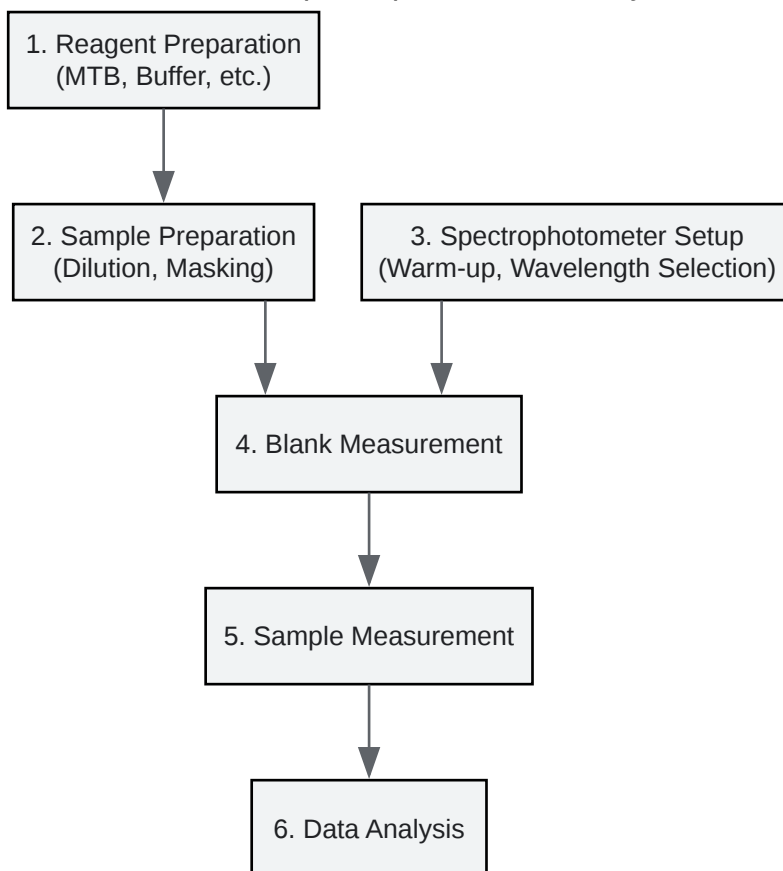 1. Reagent Preparation
(MTB, Buffer, etc.)
2. Sample Preparation
(Dilution, Masking)
3. Spectrophotometer Setup
(Warm-up, Wavelength Selection)
4. Blank Measurement
5. Sample Measurement
6. Data Analysis